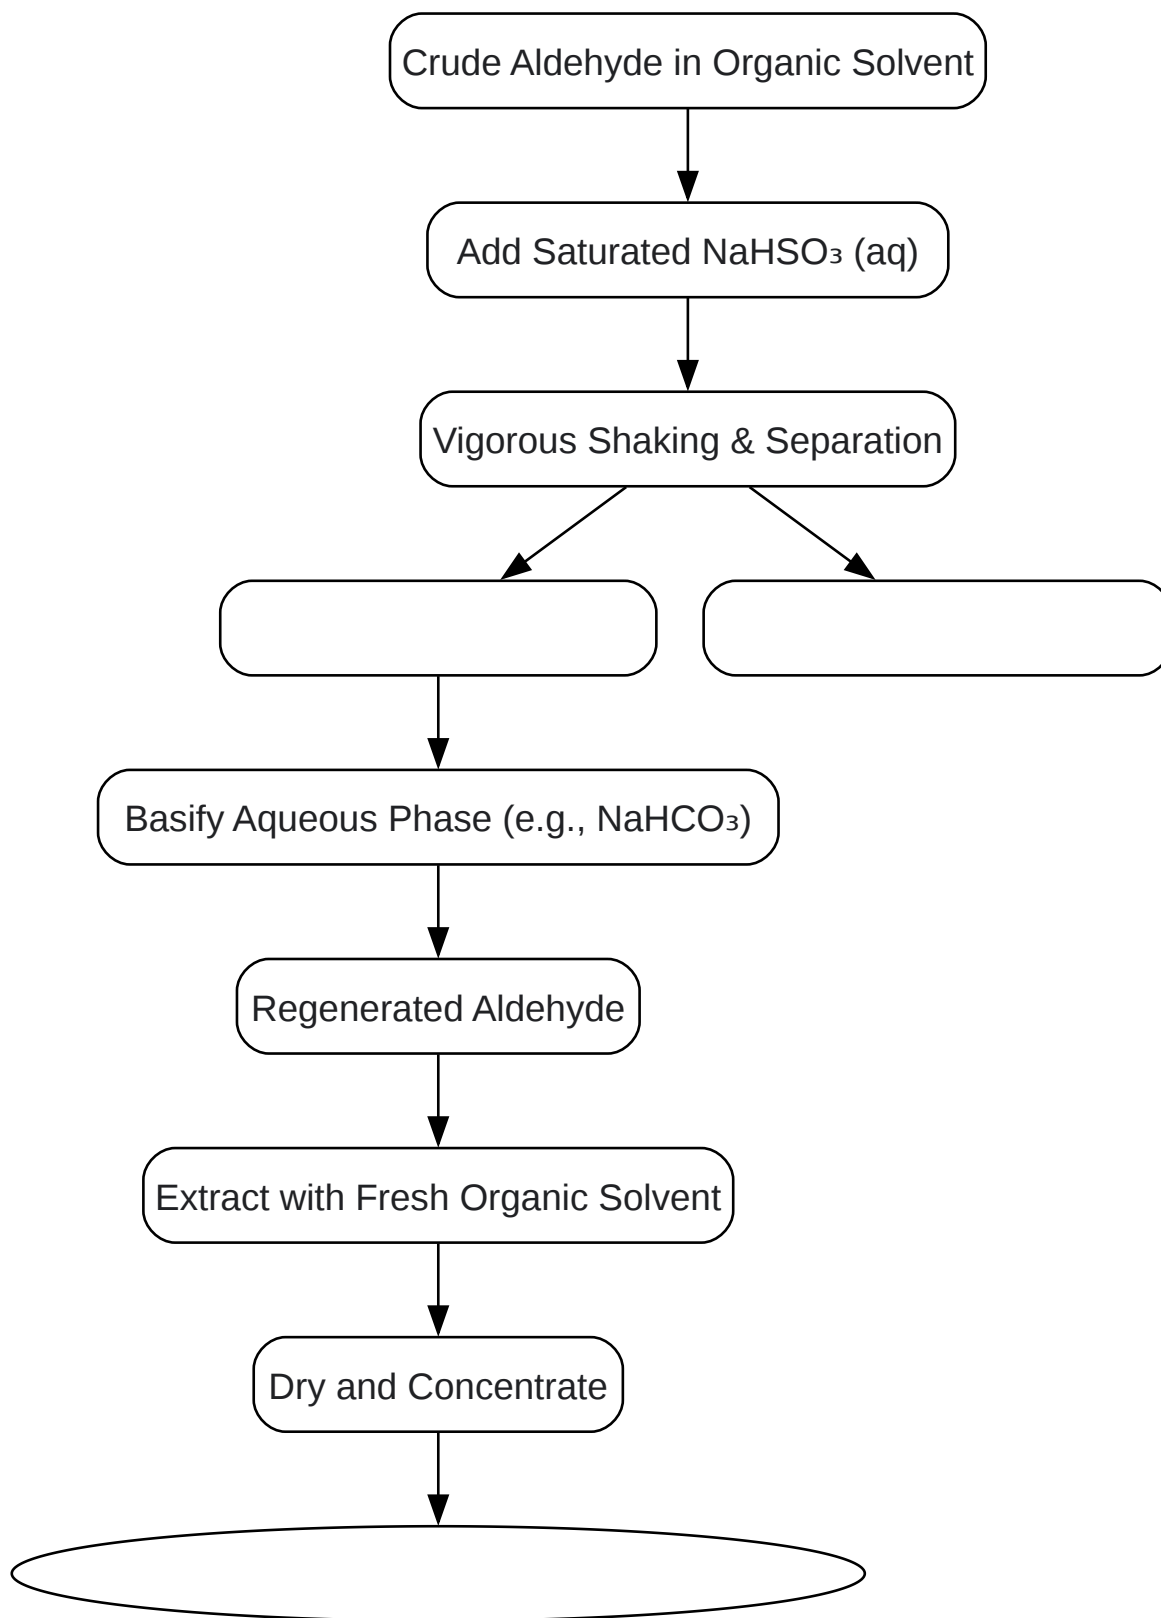 Crude Aldehyde in Organic Solvent
Add Saturated NaHSO₃ (aq)
Vigorous Shaking & Separation
Basify Aqueous Phase (e.g., NaHCO₃)
Regenerated Aldehyde
Extract with Fresh Organic Solvent
Dry and Concentrate